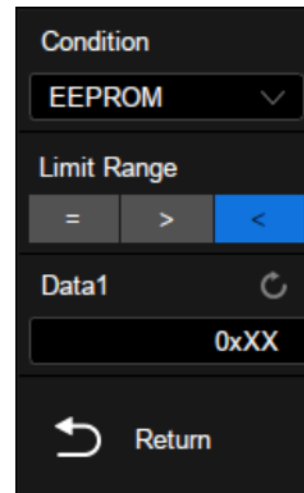 Condition
EEPROM
Limit Range
= > <
Data1
0xXX
Return